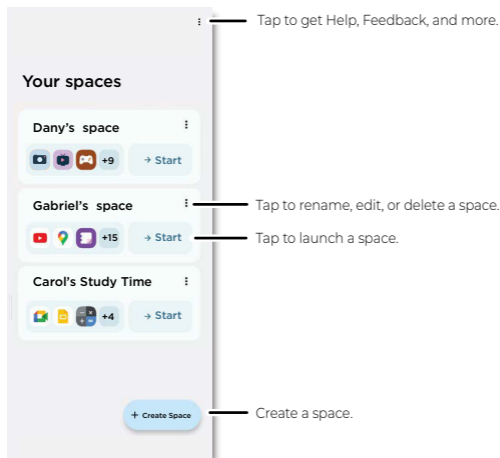 Tap to get Help, Feedback, and more.
Your spaces
Dany's space
+9
→ Start
Gabriel's space
Tap to rename, edit, or delete a space.
+15
→ Start
Tap to launch a space.
Carol's Study Time
+4
→ Start
+ Create Space
Create a space.